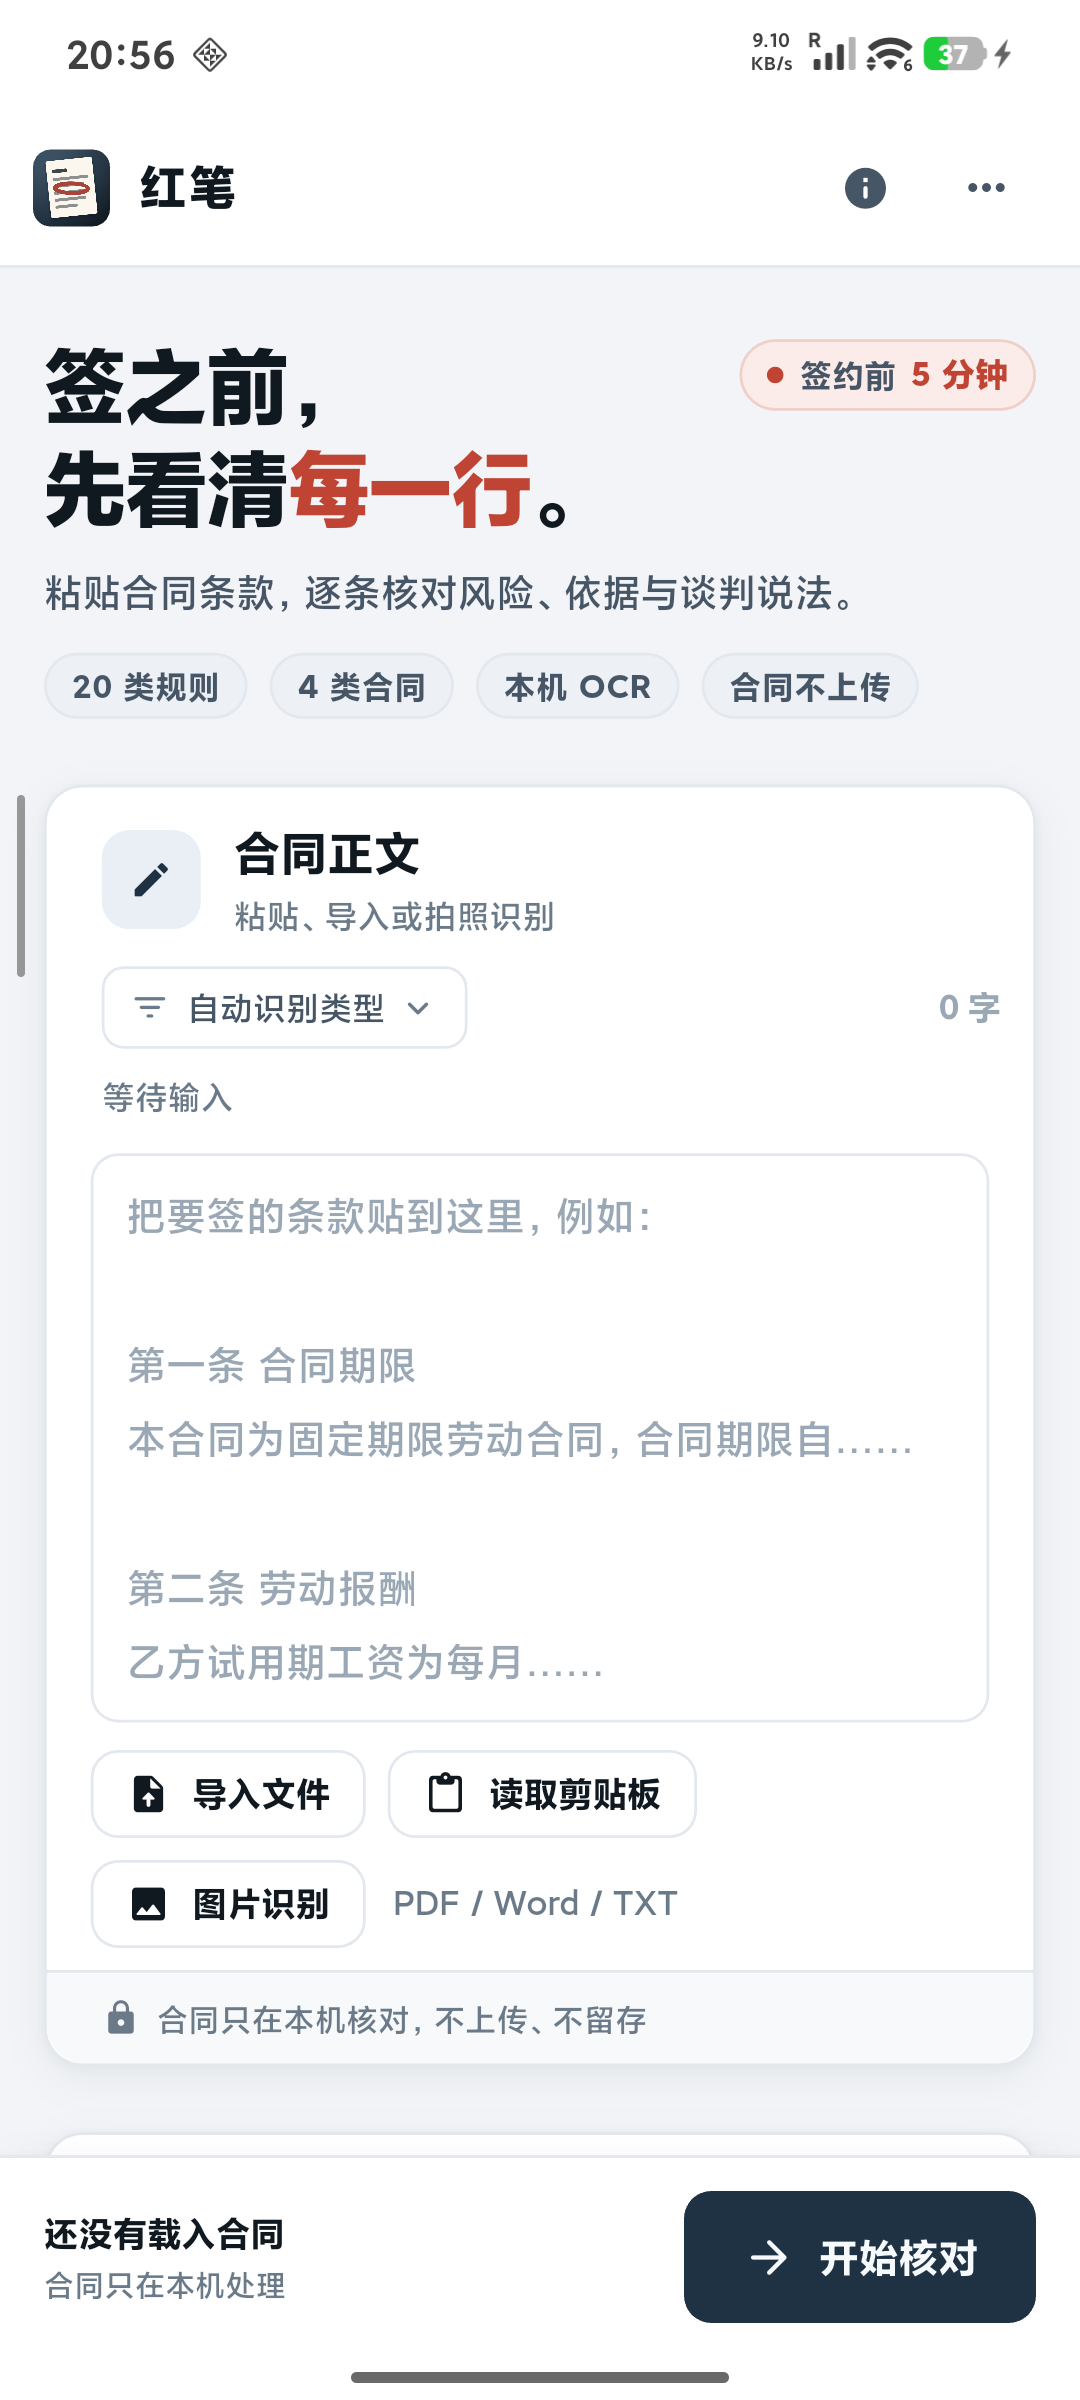 20:56
9.10 KB/s
R
6
37
红笔
签之前，
签约前 5 分钟
先看清每一行。
粘贴合同条款，逐条核对风险、依据与谈判说法。
20 类规则
4 类合同
本机 OCR
合同不上传
合同正文
粘贴、导入或拍照识别
自动识别类型
0 字
等待输入
把要签的条款贴到这里，例如：
第一条 合同期限
本合同为固定期限劳动合同，合同期限自……
第二条 劳动报酬
乙方试用期工资为每月……
导入文件
读取剪贴板
图片识别
PDF / Word / TXT
合同只在本机核对，不上传、不留存
还没有载入合同
合同只在本机处理
开始核对